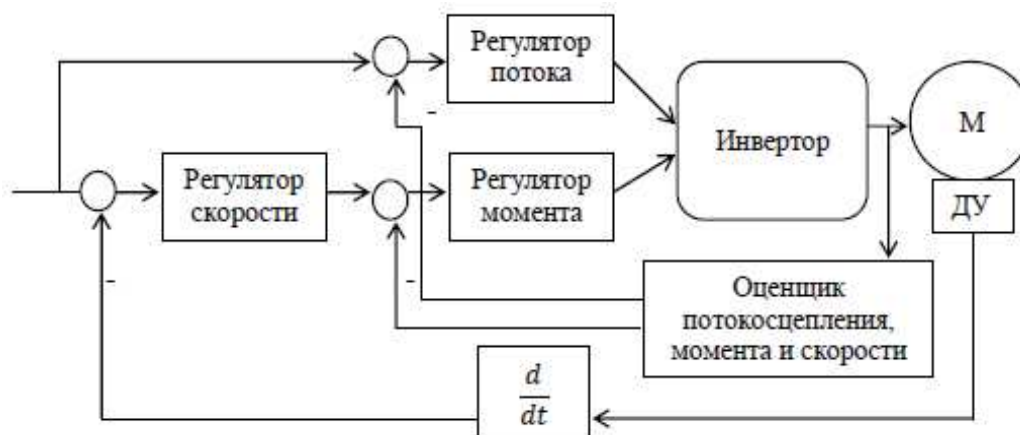 Регулятор
потока
М
Инвертор
-
Регулятор
скорости
Регулятор
момента
ДУ
-
-
Оценщик
потокосцепления,
момента и скорости
d
dt